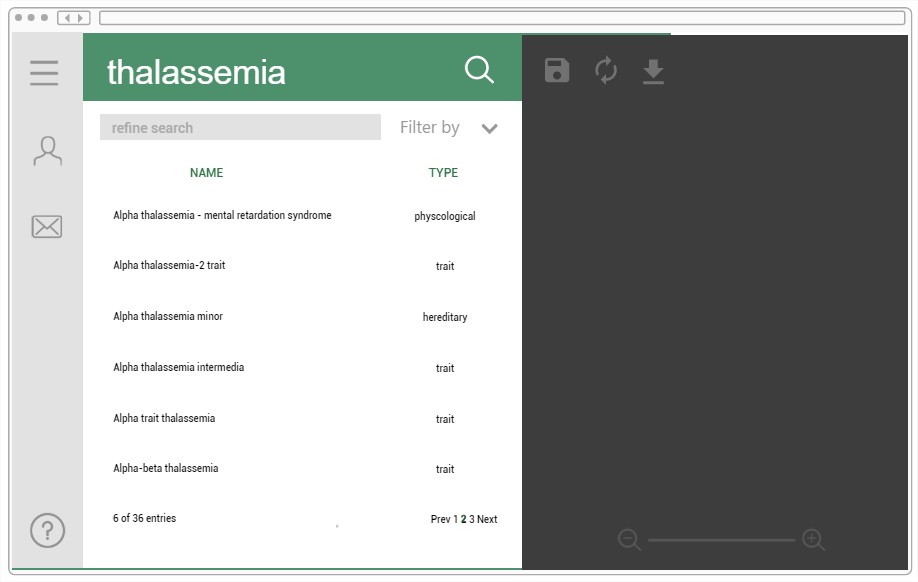 thalassemia
refine search
Filter by
NAME TYPE
Alpha thalassemia - mental retardation syndrome physcological
Alpha thalassemia-2 trait trait
Alpha thalassemia minor hereditary
Alpha thalassemia intermedia trait
Alpha trait thalassemia trait
Alpha-beta thalassemia trait
6 of 36 entries Prev 1 2 3 Next
?